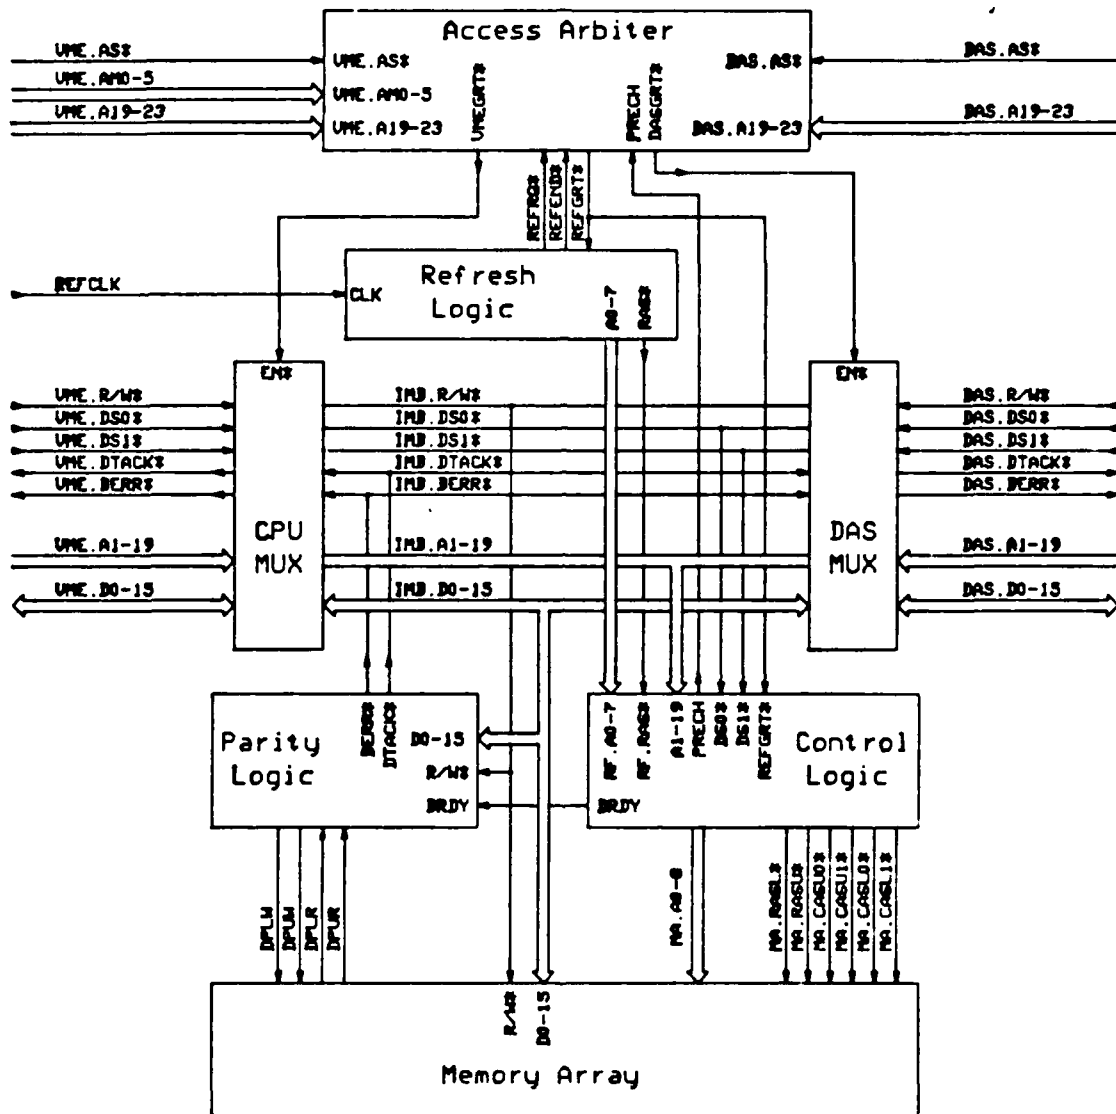 Access Arbiter
VME.AS*
VME.AM0-5
VME.A19-23
VME.AS*
VME.AM0-5
VME.A19-23
VMEGRT*
PRECH
DASGRT*
DAS.AS*
DAS.A19-23
DAS.AS*
DAS.A19-23
REFRQ*
REFEND*
REFGRT*
REFCLK
CLK
Refresh
Logic
A0-7
RAS*
EN*
EN*
VME.R/W*
VME.DS0*
VME.DS1*
VME.DTACK*
VME.BERR*
VME.A1-19
VME.D0-15
CPU
MUX
IMB.R/W*
IMB.DS0*
IMB.DS1*
IMB.DTACK*
IMB.BERR*
IMB.A1-19
IMB.D0-15
DAS
MUX
DAS.R/W*
DAS.DS0*
DAS.DS1*
DAS.DTACK*
DAS.BERR*
DAS.A1-19
DAS.D0-15
Parity
Logic
BERR*
DTACK*
D0-15
R/W*
BRDY
RF.A0-7
RF.RAS*
A1-19
PRECH
DS0*
DS1*
REFGRT*
BRDY
Control
Logic
DPLW
DPUW
DPLR
DPUR
MA.A0-8
MA.RASL*
MA.RASU*
MA.CASU0*
MA.CASU1*
MA.CASL0*
MA.CASL1*
R/W*
D0-15
Memory Array